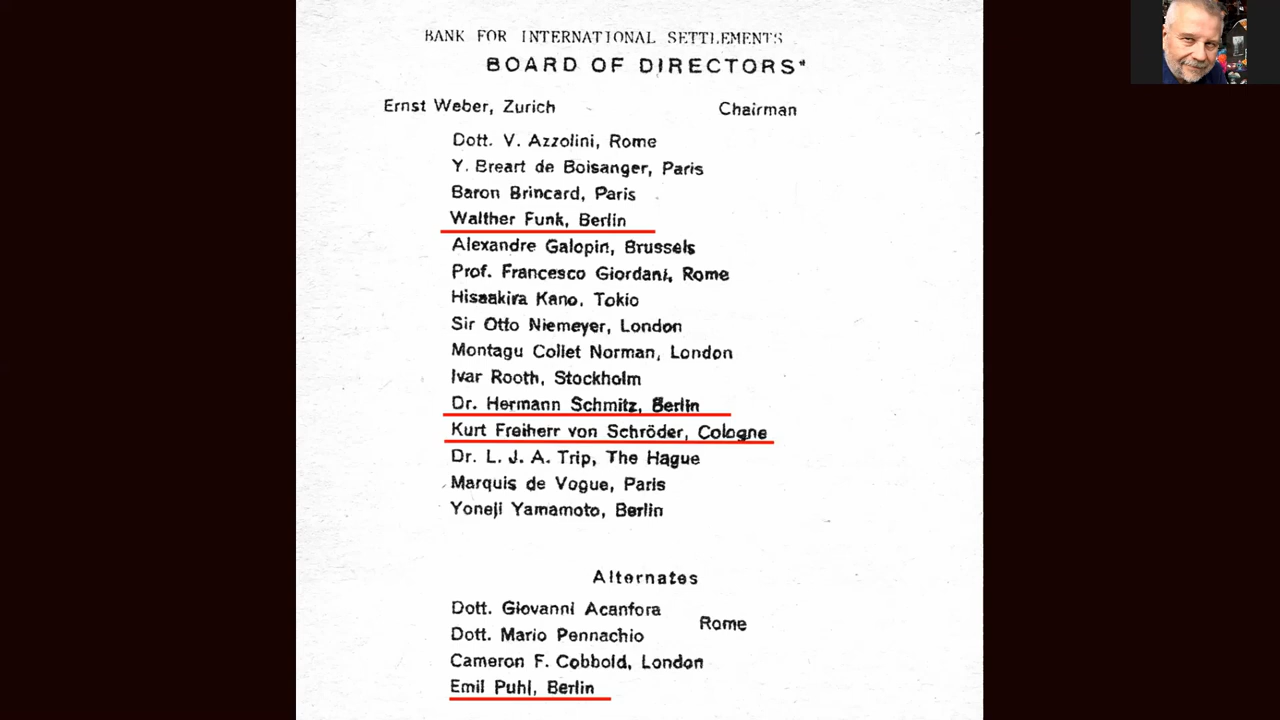 BANK FOR INTERNATIONAL SETTLEMENTS
BOARD OF DIRECTORS*
Ernst Weber, Zurich Chairman
Dott. V. Azzolini, Rome
Y. Breart de Boisanger, Paris
Baron Brincard, Paris
Walther Funk, Berlin
Alexandre Galopin, Brussels
Prof. Francesco Giordani, Rome
Hisaakira Kano, Tokio
Sir Otto Niemeyer, London
Montagu Collet Norman, London
Ivar Rooth, Stockholm
Dr. Hermann Schmitz, Berlin
Kurt Freiherr von Schröder, Cologne
Dr. L. J. A. Trip, The Hague
Marquis de Vogue, Paris
Yoneji Yamamoto, Berlin
Alternates
Dott. Giovanni Acanfora
Rome
Dott. Mario Pennachio
Cameron F. Cobbold, London
Emil Puhl, Berlin